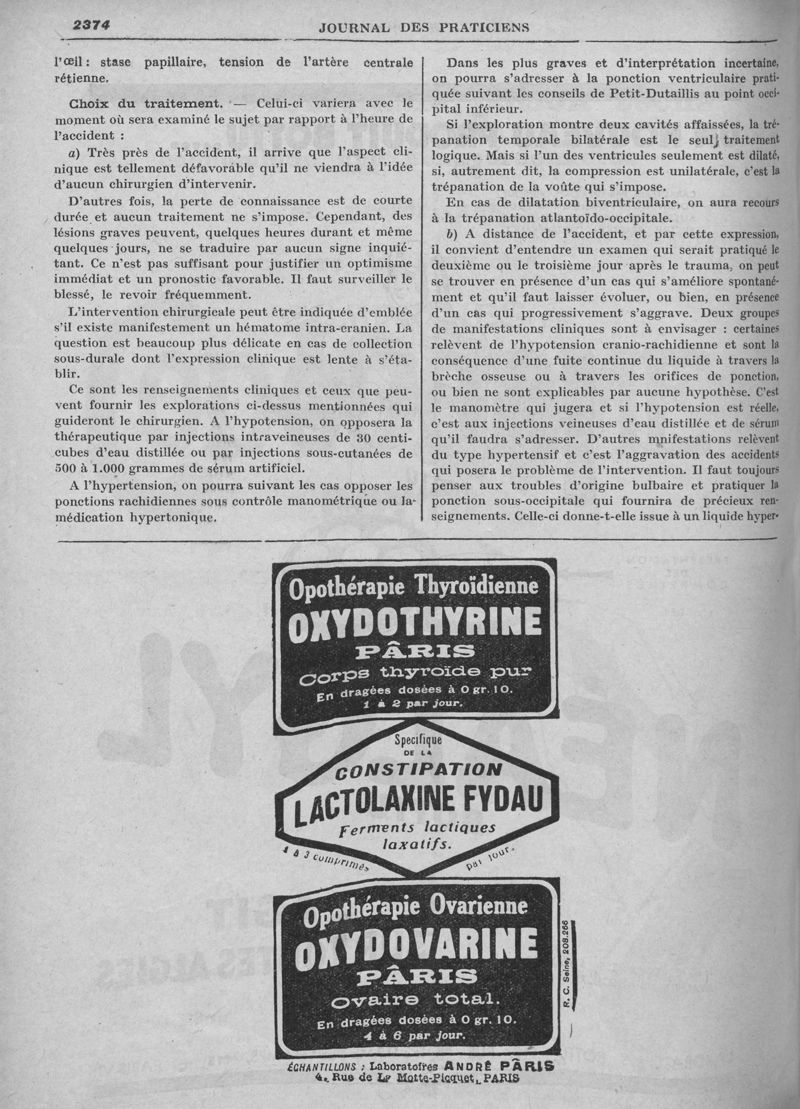 2374
JOURNAL DES PRATICIENS
l'œil : stase papillaire, tension de l'artère centrale
rétienne.
Choix du traitement. — Celui-ci variera avec le
moment où sera examiné le sujet par rapport à l'heure de
l'accident :
a) Très près de l'accident, il arrive que l'aspect cli-
nique est tellement défavorable qu'il ne viendra à l'idée
d'aucun chirurgien d'intervenir.
D'autres fois, la perte de connaissance est de courte
durée et aucun traitement ne s'impose. Cependant, des
lésions graves peuvent, quelques heures durant et même
quelques jours, ne se traduire par aucun signe inquié-
tant. Ce n'est pas suffisant pour justifier un optimisme
immédiat et un pronostic favorable. Il faut surveiller le
blessé, le revoir fréquemment.
L'intervention chirurgicale peut être indiquée d'emblée
s'il existe manifestement un hématome intra-cranien. La
question est beaucoup plus délicate en cas de collection
sous-durale dont l'expression clinique est lente à s'éta-
blir.
Ce sont les renseignements cliniques et ceux que peu-
vent fournir les explorations ci-dessus mentionnées qui
guideront le chirurgien. A l'hypotension, on opposera la
thérapeutique par injections intraveineuses de 30 centi-
cubes d'eau distillée ou par injections sous-cutanées de
500 à 1.000 grammes de sérum artificiel.
A l'hypertension, on pourra suivant les cas opposer les
ponctions rachidiennes sous contrôle manométrique ou la
médication hypertonique.
Dans les plus graves et d'interprétation incertaine,
on pourra s'adresser à la ponction ventriculaire prati-
quée suivant les conseils de Petit-Dutaillis au point occi-
pital inférieur.
Si l'exploration montre deux cavités affaissées, la tré-
panation temporale bilatérale est le seul traitement
logique. Mais si l'un des ventricules seulement est dilaté,
si, autrement dit, la compression est unilatérale, c'est la
trépanation de la voûte qui s'impose.
En cas de dilatation biventriculaire, on aura recours
à la trépanation atlantoïdo-occipitale.
b) A distance de l'accident, et par cette expression,
il convient d'entendre un examen qui serait pratiqué le
deuxième ou le troisième jour après le trauma, on peut
se trouver en présence d'un cas qui s'améliore spontané-
ment et qu'il faut laisser évoluer, ou bien, en présence
d'un cas qui progressivement s'aggrave. Deux groupes
de manifestations cliniques sont à envisager : certaines
relèvent de l'hypotension cranio-rachidienne et sont la
conséquence d'une fuite continue du liquide à travers la
brèche osseuse ou à travers les orifices de ponction,
ou bien ne sont explicables par aucune hypothèse. C'est
le manomètre qui jugera et si l'hypotension est réelle,
c'est aux injections veineuses d'eau distillée et de sérum
qu'il faudra s'adresser. D'autres mnifestations relèvent
du type hypertensif et c'est l'aggravation des accidents
qui posera le problème de l'intervention. Il faut toujours
penser aux troubles d'origine bulbaire et pratiquer la
ponction sous-occipitale qui fournira de précieux ren-
seignements. Celle-ci donne-t-elle issue à un liquide hyper-
Opothérapie Thyroïdienne
OXYDOTHYRINE
PÂRIS
Corps thyroïde pur
En dragées dosées à 0 gr. 10.
1 à 2 par jour.
Spécifique
DE LA
CONSTIPATION
LACTOLAXINE FYDAU
Ferments lactiques
laxatifs.
1 à 3 comprimés
par jour.
Opothérapie Ovarienne
OXYDOVARINE
PÂRIS
Ovaire total.
En dragées dosées à 0 gr. 10.
4 à 6 par jour.
R. C. Seine, 208.266
ÉCHANTILLONS : Laboratoires ANDRÉ PÂRIS
4, Rue de La Motte-Picquet, PARIS